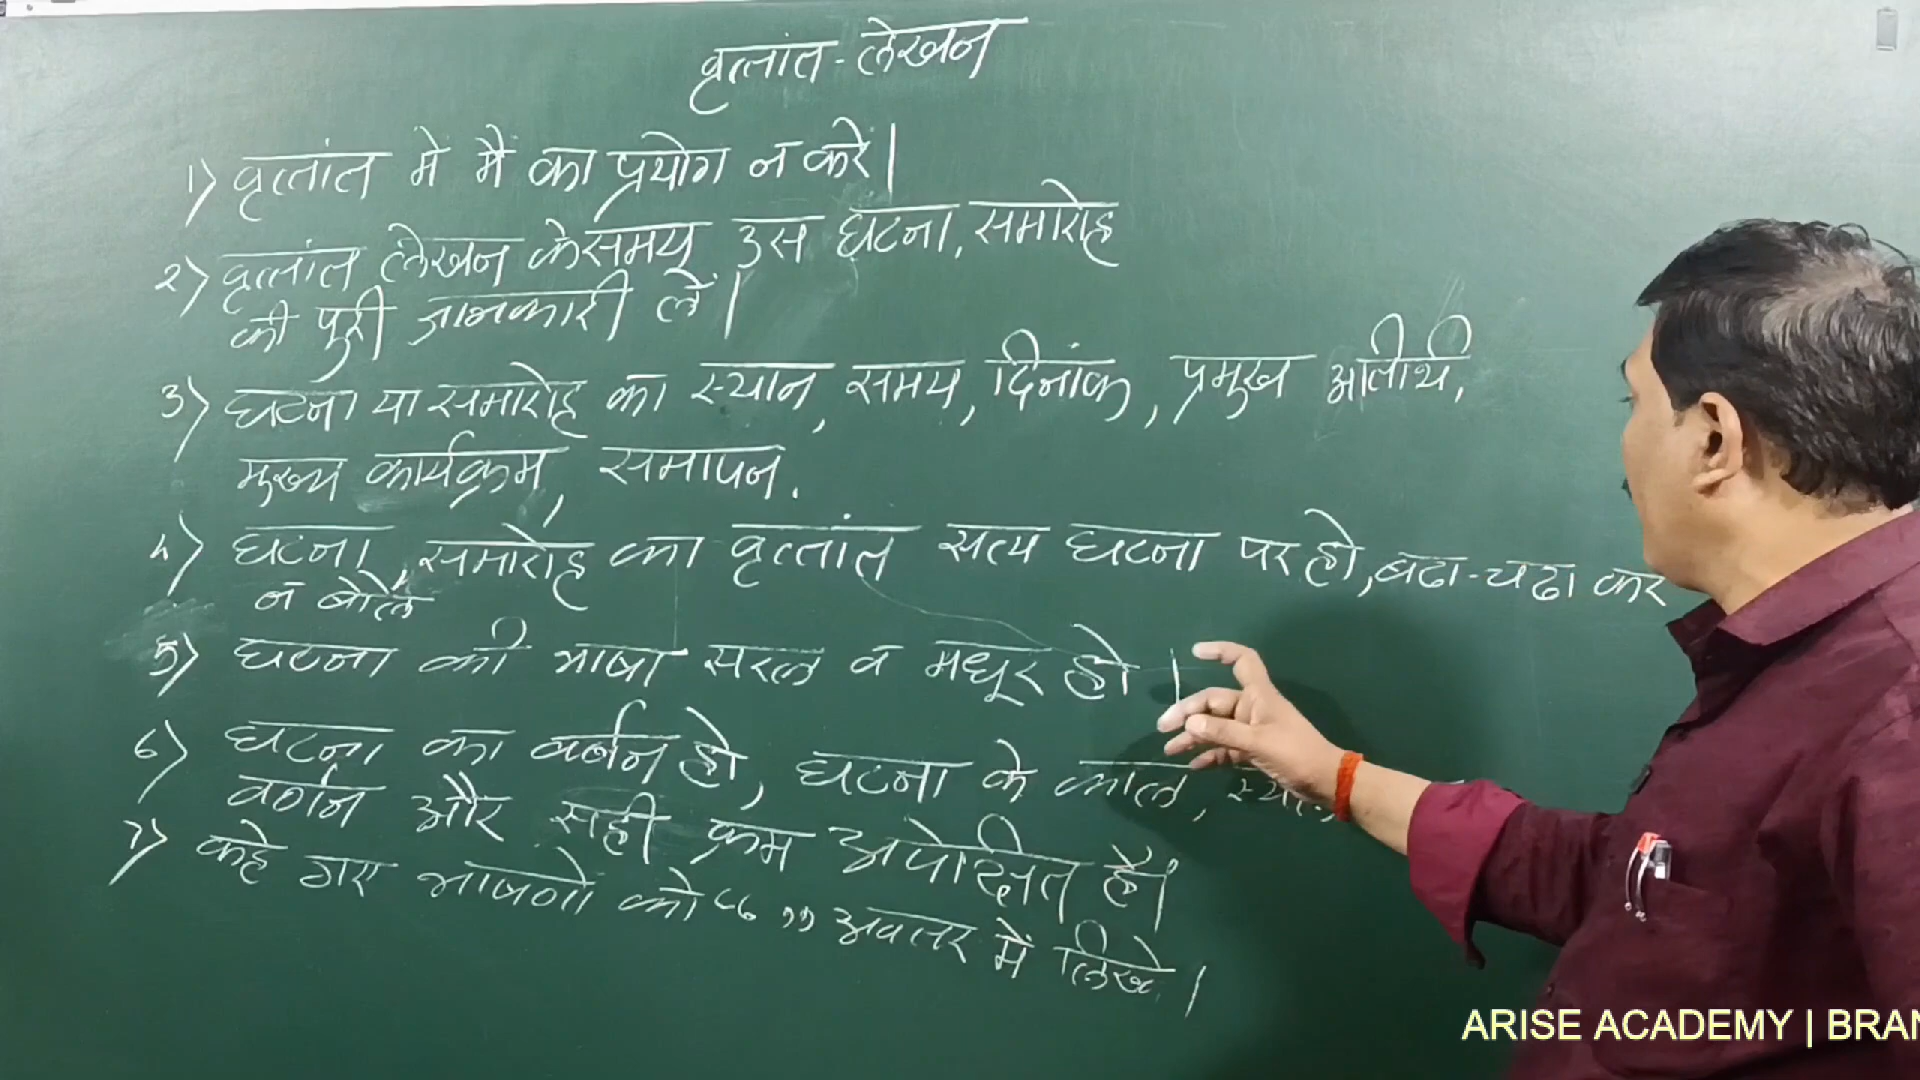 वृत्तांत - लेखन
1) वृत्तांत मे मै का प्रयोग न करे।
2) वृत्तांत लेखन के समय उस घटना, समारोह
की पुरी जानकारी लें।
3) घटना या समारोह का स्थान, समय, दिनांक, प्रमुख अतीथी,
मुख्य कार्यक्रम, समापन.
4) घटना, समारोह का वृत्तांत सत्य घटना पर हो, बढा-चढा कर
न बोले
5) घटना की भाषा सरल व मधूर हो।
6) घटना का वर्णन हो, घटना के काल,
वर्णन और सही क्रम अपेक्षित है।
7) कहे गए भाषणो को “ ” अवतर में लिखे।
ARISE ACADEMY | BRAN